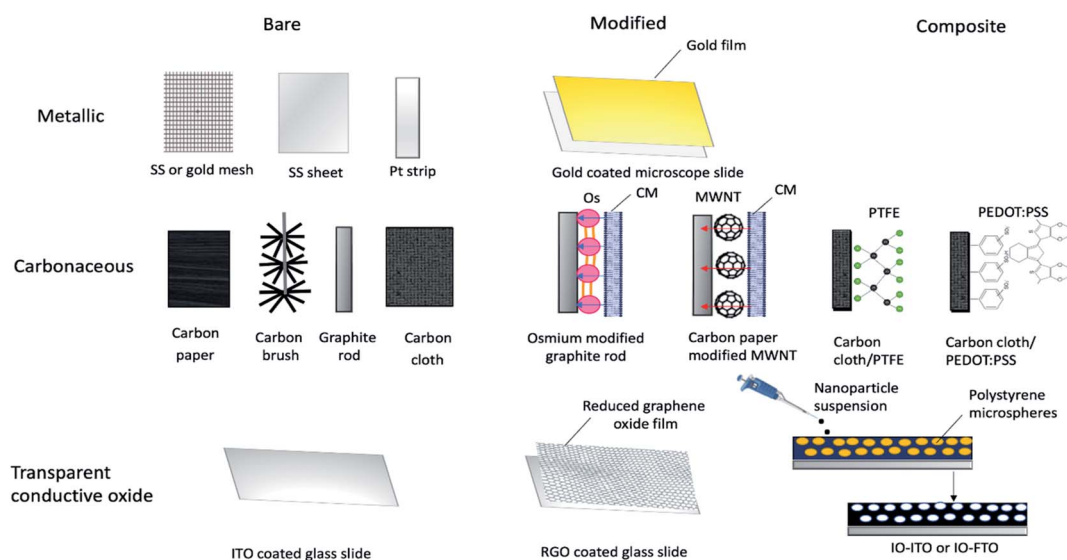 Bare
Modified
Composite
Gold film
Metallic
SS or gold mesh
SS sheet
Pt strip
Gold coated microscope slide
Os
CM
MWNT
CM
PTFE
PEDOT:PSS
Carbonaceous
Carbon
paper
Carbon
brush
Graphite
rod
Carbon
cloth
Osmium modified
graphite rod
Carbon paper
modified MWNT
Carbon
cloth/PTFE
Carbon cloth/
PEDOT:PSS
Nanoparticle
suspension
Polystyrene
microspheres
Reduced graphene
oxide film
Transparent
conductive oxide
ITO coated glass slide
RGO coated glass slide
IO-ITO or IO-FTO